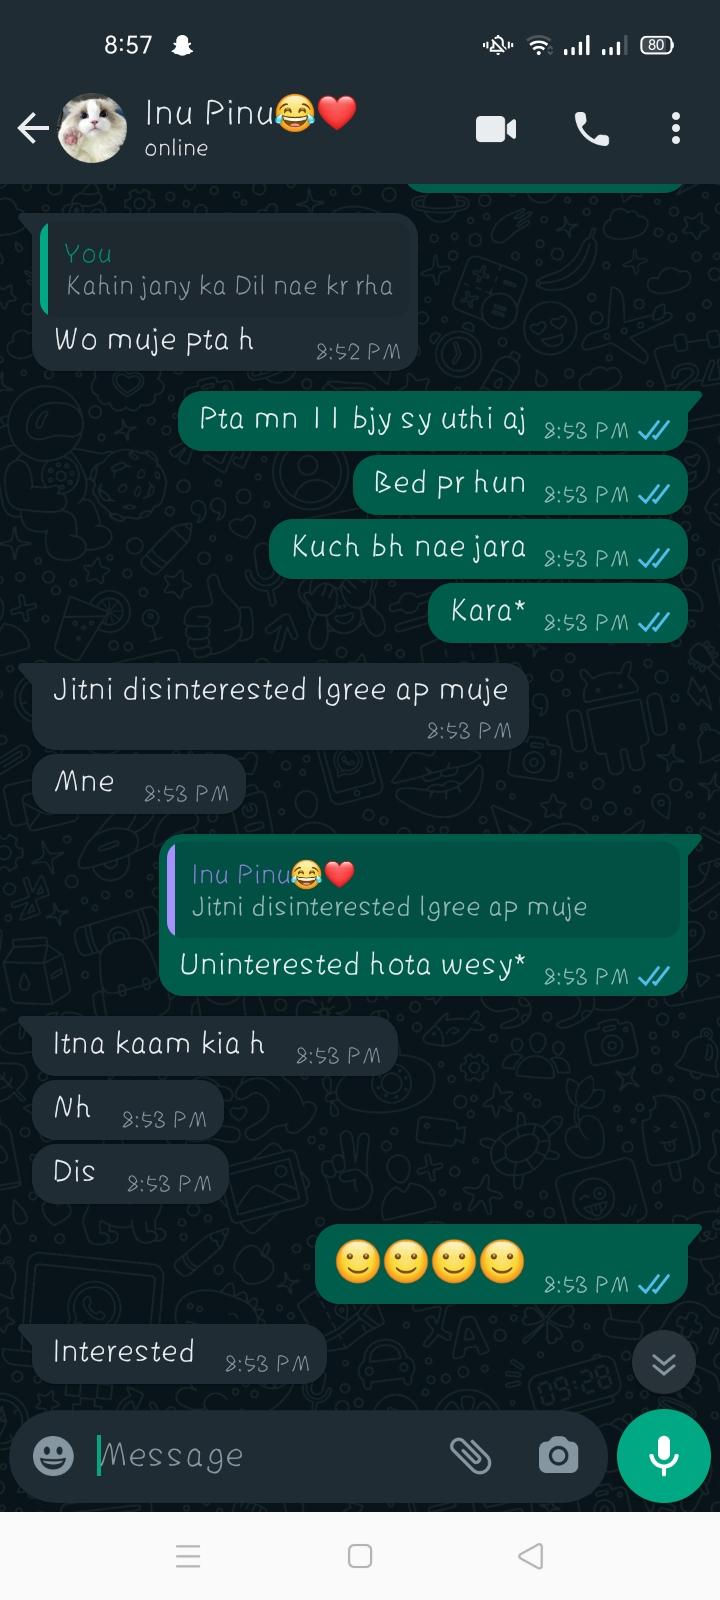 8:57
80
Inu Pinu😂❤️
online
You
Kahin jany ka Dil nae kr rha
Wo muje pta h 8:52 PM
Pta mn 11 bjy sy uthi aj 8:53 PM
Bed pr hun 8:53 PM
Kuch bh nae jara 8:53 PM
Kara* 8:53 PM
Jitni disinterested lgree ap muje
8:53 PM
Mne 8:53 PM
Inu Pinu😂❤️
Jitni disinterested lgree ap muje
Uninterested hota wesy* 8:53 PM
Itna kaam kia h 8:53 PM
Nh 8:53 PM
Dis 8:53 PM
🙂🙂🙂🙂 8:53 PM
Interested 8:53 PM
Message